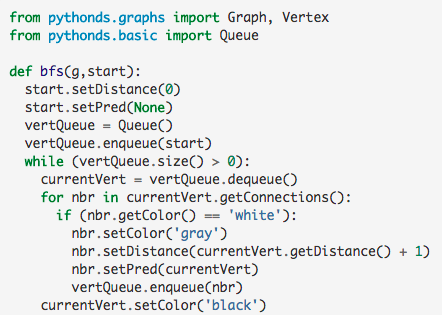 from pythonds.graphs import Graph, Vertex
from pythonds.basic import Queue

def bfs(g,start):
  start.setDistance(0)
  start.setPred(None)
  vertQueue = Queue()
  vertQueue.enqueue(start)
  while (vertQueue.size() > 0):
    currentVert = vertQueue.dequeue()
    for nbr in currentVert.getConnections():
      if (nbr.getColor() == 'white'):
        nbr.setColor('gray')
        nbr.setDistance(currentVert.getDistance() + 1)
        nbr.setPred(currentVert)
        vertQueue.enqueue(nbr)
    currentVert.setColor('black')